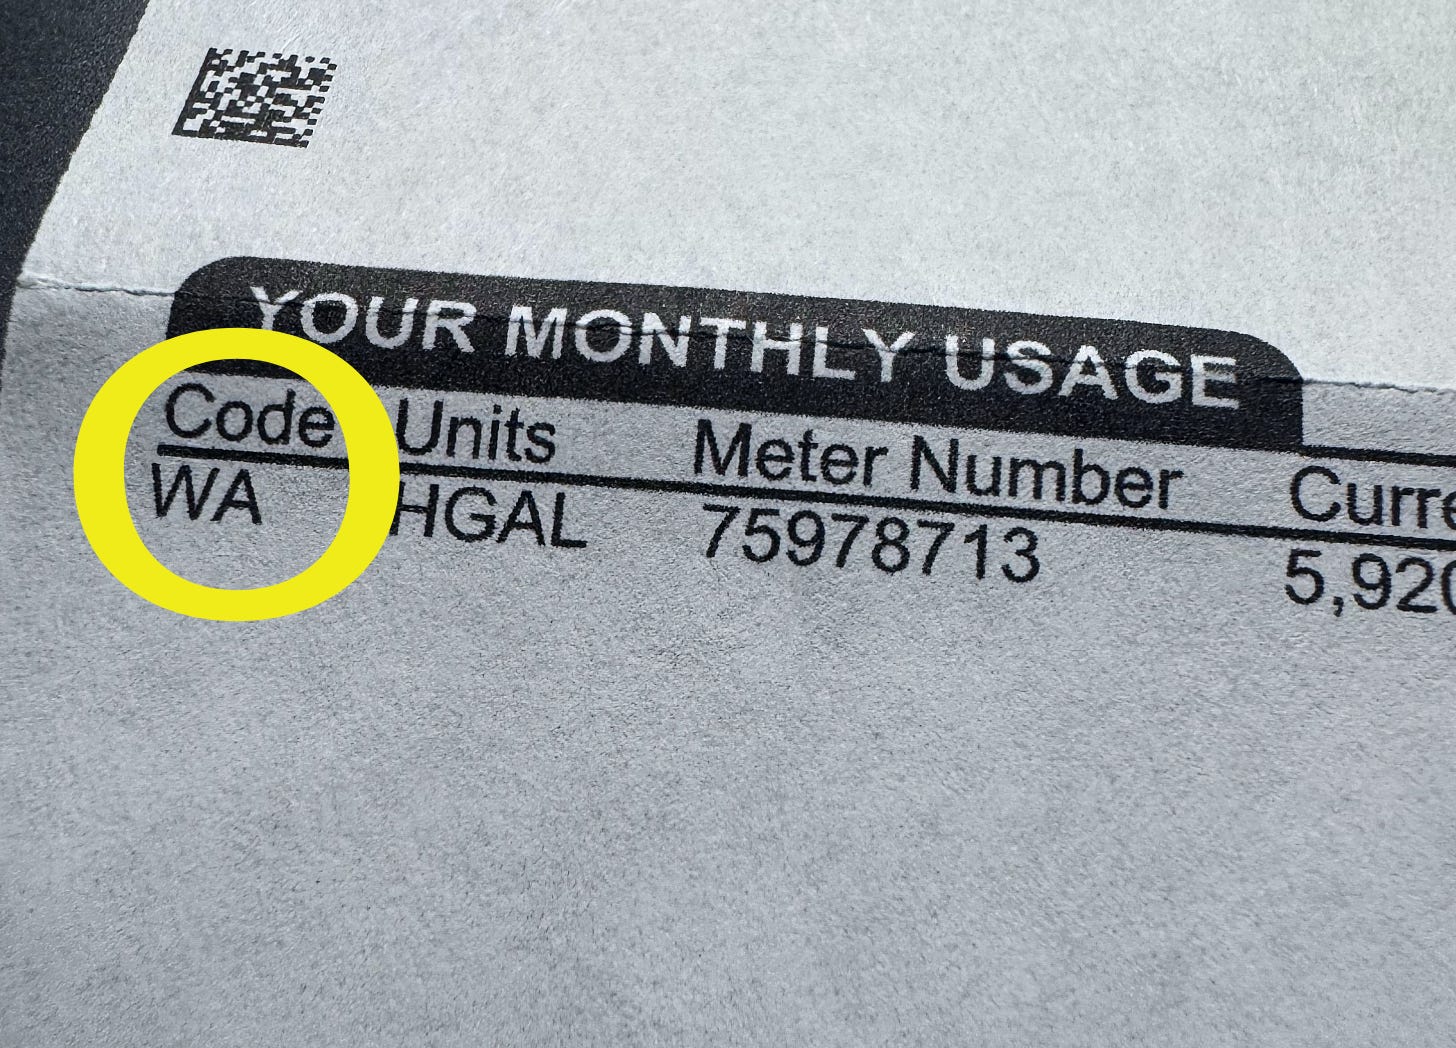 YOUR MONTHLY USAGE
Code Units Meter Number
WA HGAL 75978713